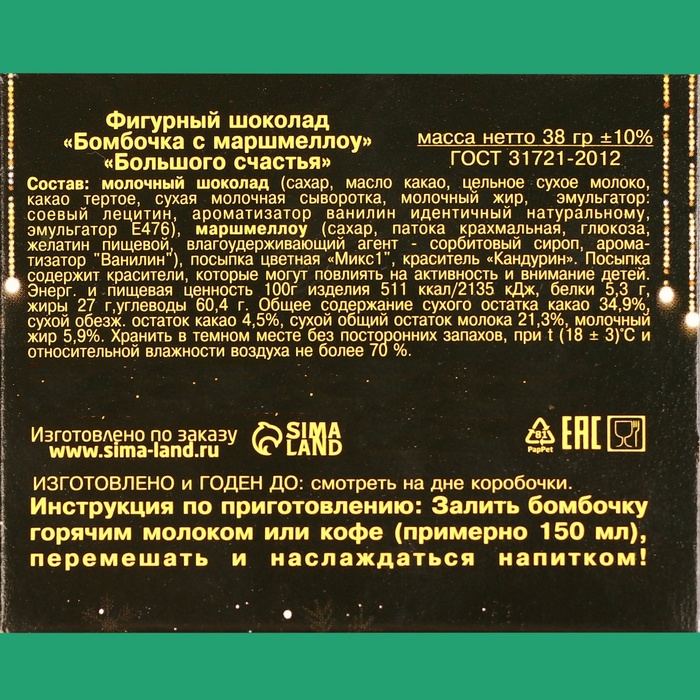 Фигурный шоколад
«Бомбочка с маршмеллоу»
«Большого счастья»
масса нетто 38 гр ±10%
ГОСТ 31721-2012
Состав: молочный шоколад (сахар, масло какао, цельное сухое молоко,
какао тертое, сухая молочная сыворотка, молочный жир, эмульгатор:
соевый лецитин, ароматизатор ванилин идентичный натуральному,
эмульгатор Е476), маршмеллоу (сахар, патока крахмальная, глюкоза,
желатин пищевой, влагоудерживающий агент - сорбитовый сироп, арома-
тизатор "Ванилин"), посыпка цветная «Микс1", краситель «Кандурин». Посыпка
содержит красители, которые могут повлиять на активность и внимание детей.
Энерг. и пищевая ценность 100г изделия 511 ккал/2135 кДж, белки 5,3 г,
жиры 27 г,углеводы 60,4 г. Общее содержание сухого остатка какао 34,9%,
сухой обезж. остаток какао 4,5%, сухой общий остаток молока 21,3%, молочный
жир 5,9%. Хранить в темном месте без посторонних запахов, при t (18 ± 3)°С и
относительной влажности воздуха не более 70 %.
Изготовлено по заказу
www.sima-land.ru
SIMA
LAND
81
PapPet
EAC
ИЗГОТОВЛЕНО И ГОДЕН ДО: смотреть на дне коробочки.
Инструкция по приготовлению: Залить бомбочку
горячим молоком или кофе (примерно 150 мл),
перемешать и наслаждаться напитком!